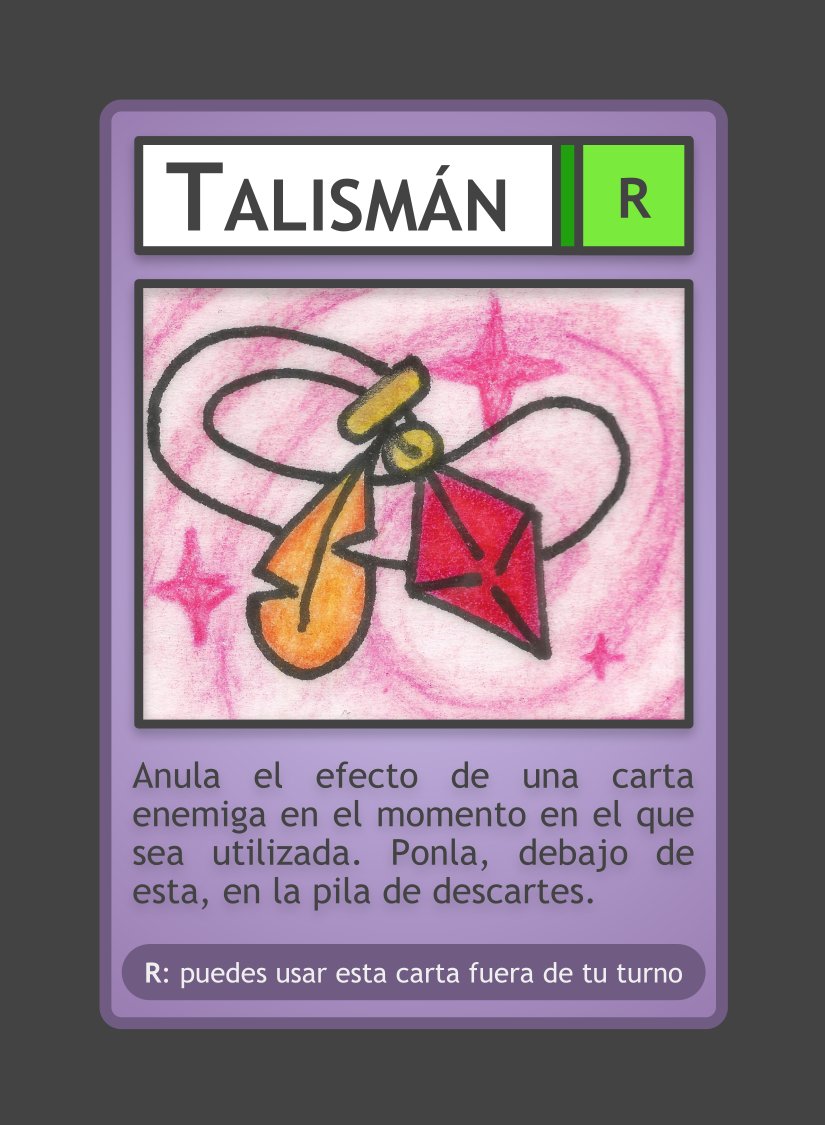 TALISMÁN
R
Anula el efecto de una carta
enemiga en el momento en el que
sea utilizada. Ponla, debajo de
esta, en la pila de descartes.
R: puedes usar esta carta fuera de tu turno